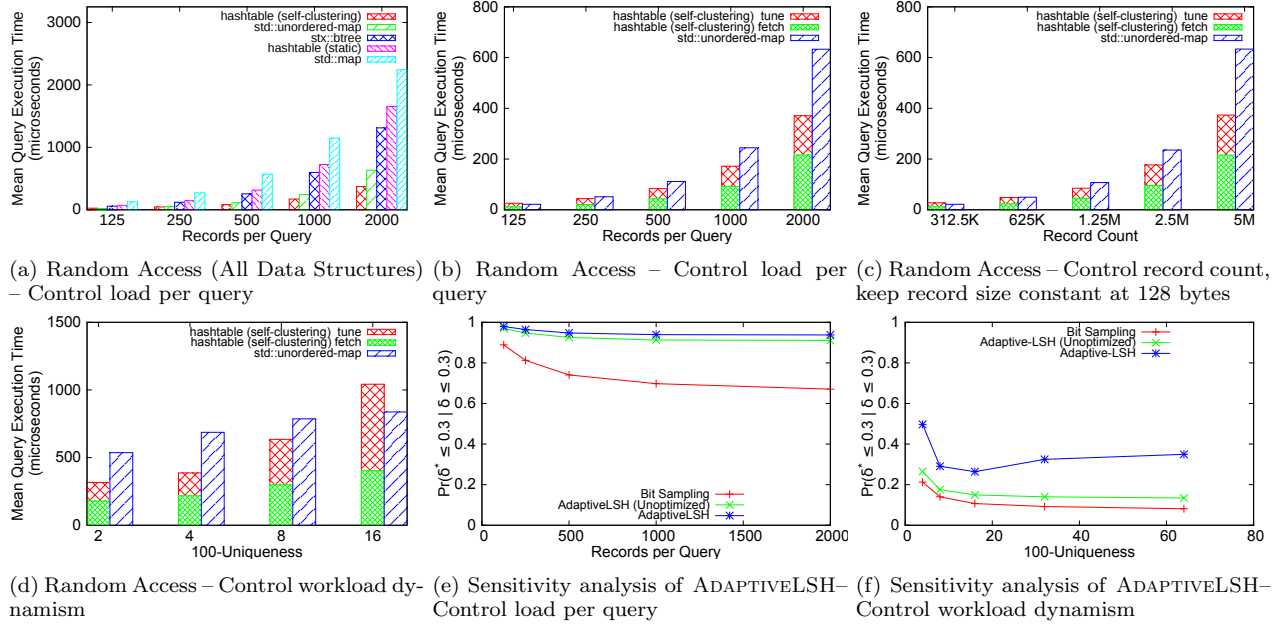 Mean Query Execution Time
(microseconds)
3000
2000
1000
0
hashtable (self-clustering)
std::unordered-map
stx::btree
hashtable (static)
std::map
125 250 500 1000 2000
Records per Query
(a) Random Access (All Data Structures)
– Control load per query
Mean Query Execution Time
(microseconds)
800
600
400
200
0
hashtable (self-clustering) tune
hashtable (self-clustering) fetch
std::unordered-map
125 250 500 1000 2000
Records per Query
(b) Random Access – Control load per
query
Mean Query Execution Time
(microseconds)
800
600
400
200
0
hashtable (self-clustering) tune
hashtable (self-clustering) fetch
std::unordered-map
312.5K 625K 1.25M 2.5M 5M
Record Count
(c) Random Access – Control record count,
keep record size constant at 128 bytes
Mean Query Execution Time
(microseconds)
1500
1000
500
0
hashtable (self-clustering) tune
hashtable (self-clustering) fetch
std::unordered-map
2 4 8 16
100-Uniqueness
(d) Random Access – Control workload dy-
namism
Pr(δ* ≤ 0.3 | δ ≤ 0.3)
1
0.8
0.6
0.4
0.2
0
Bit Sampling
AdaptiveLSH (Unoptimized)
AdaptiveLSH
500 1000 1500 2000
Records per Query
(e) Sensitivity analysis of ADAPTIVELSH–
Control load per query
Pr(δ* ≤ 0.3 | δ ≤ 0.3)
1
0.8
0.6
0.4
0.2
0
Bit Sampling
Adaptive-LSH (Unoptimized)
Adaptive-LSH
0 20 40 60 80
100-Uniqueness
(f) Sensitivity analysis of ADAPTIVELSH–
Control workload dynamism